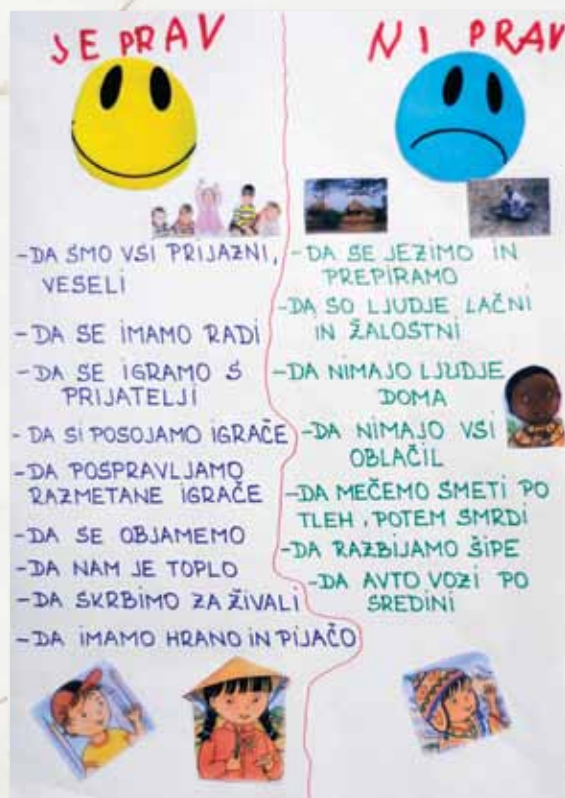 JE PRAV
-DA SMO VSI PRIJAZNI,
VESELI
-DA SE IMAMO RADI
-DA SE IGRAMO S
PRIJATELJI
-DA SI POSOJAMO IGRAČE
-DA POSPRAVLJAMO
RAZMETANE IGRAČE
-DA SE OBJAMEMO
-DA NAM JE TOPLO
-DA SKRBIMO ZA ŽIVALI
-DA IMAMO HRANO IN PIJAČO
NI PRAV
-DA SE JEZIMO IN
PREPIRAMO
-DA SO LJUDJE LAČNI
IN ŽALOSTNI
-DA NIMAJO LJUDJE
DOMA
-DA NIMAJO VSI
OBLAČIL
-DA MEČEMO SMETI PO
TLEH, POTEM SMRDI
-DA RAZBIJAMO ŠIPE
-DA AVTO VOZI PO
SREDINI